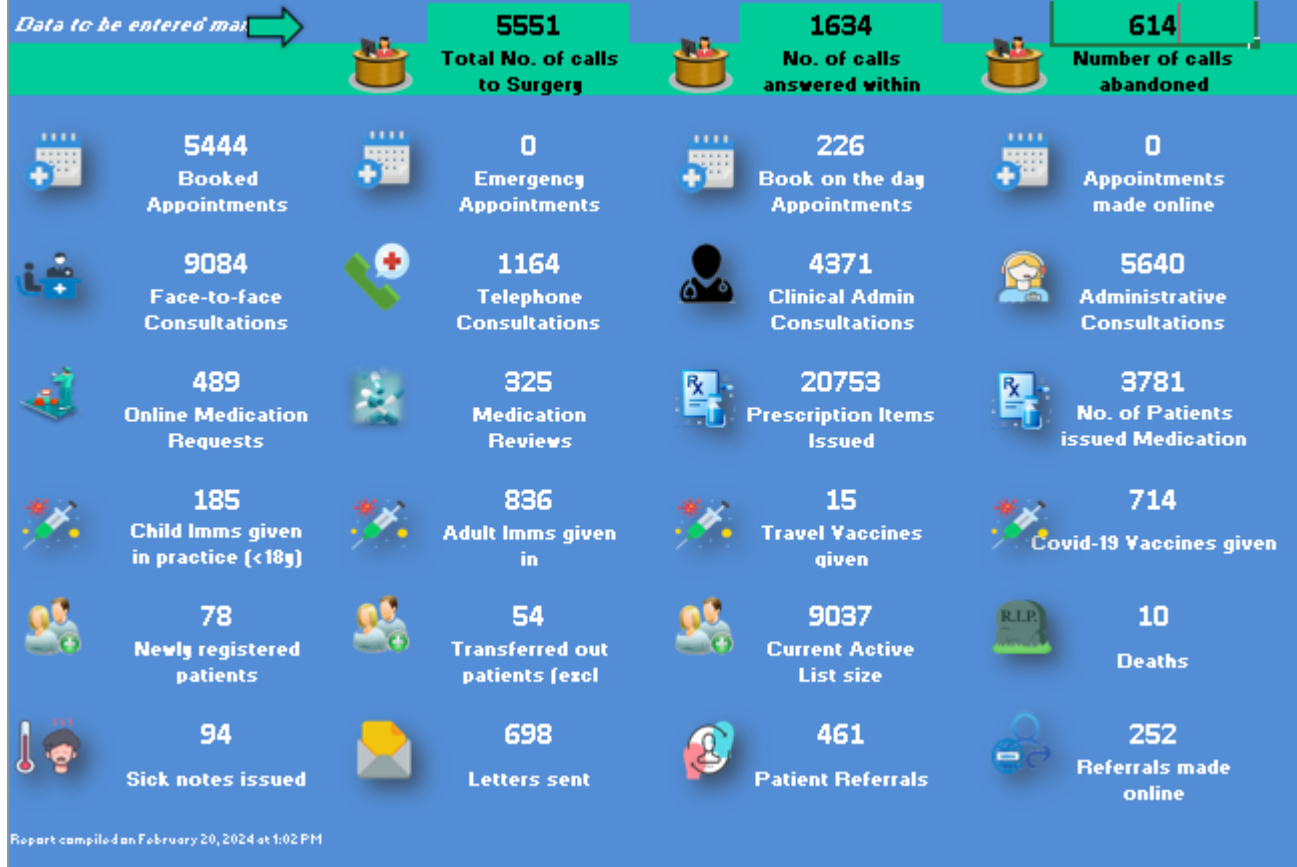 Data to be entered man
5551
Total No. of calls
to Surgery
1634
No. of calls
answered within
614
Number of calls
abandoned
5444
Booked
Appointments
0
Emergency
Appointments
226
Book on the day
Appointments
0
Appointments
made online
9084
Face-to-face
Consultations
1164
Telephone
Consultations
4371
Clinical Admin
Consultations
5640
Administrative
Consultations
489
Online Medication
Requests
325
Medication
Reviews
20753
Prescription Items
Issued
3781
No. of Patients
issued Medication
185
Child Imms given
in practice (<18y)
836
Adult Imms given
in
15
Travel Vaccines
given
714
Covid-19 Vaccines given
78
Newly registered
patients
54
Transferred out
patients (excl
9037
Current Active
List size
R.I.P.
10
Deaths
94
Sick notes issued
698
Letters sent
461
Patient Referrals
252
Referrals made
online
Report compiled on February 20, 2024 at 1:02 PM